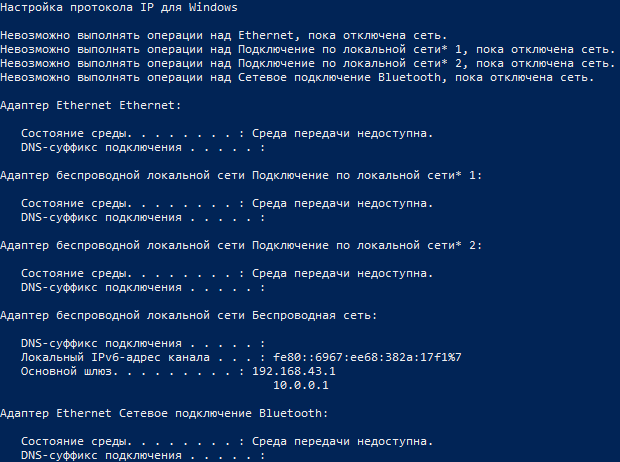 Настройка протокола IP для Windows
Невозможно выполнять операции над Ethernet, пока отключена сеть.
Невозможно выполнять операции над Подключение по локальной сети* 1, пока отключена сеть.
Невозможно выполнять операции над Подключение по локальной сети* 2, пока отключена сеть.
Невозможно выполнять операции над Сетевое подключение Bluetooth, пока отключена сеть.
Адаптер Ethernet Ethernet:
Состояние среды. . . . . . . . : Среда передачи недоступна.
DNS-суффикс подключения . . . . . :
Адаптер беспроводной локальной сети Подключение по локальной сети* 1:
Состояние среды. . . . . . . . : Среда передачи недоступна.
DNS-суффикс подключения . . . . . :
Адаптер беспроводной локальной сети Подключение по локальной сети* 2:
Состояние среды. . . . . . . . : Среда передачи недоступна.
DNS-суффикс подключения . . . . . :
Адаптер беспроводной локальной сети Беспроводная сеть:
DNS-суффикс подключения . . . . . :
Локальный IPv6-адрес канала . . . : fe80::6967:ee68:382a:17f1%7
Основной шлюз. . . . . . . . . : 192.168.43.1
10.0.0.1
Адаптер Ethernet Сетевое подключение Bluetooth:
Состояние среды. . . . . . . . : Среда передачи недоступна.
DNS-суффикс подключения . . . . . :